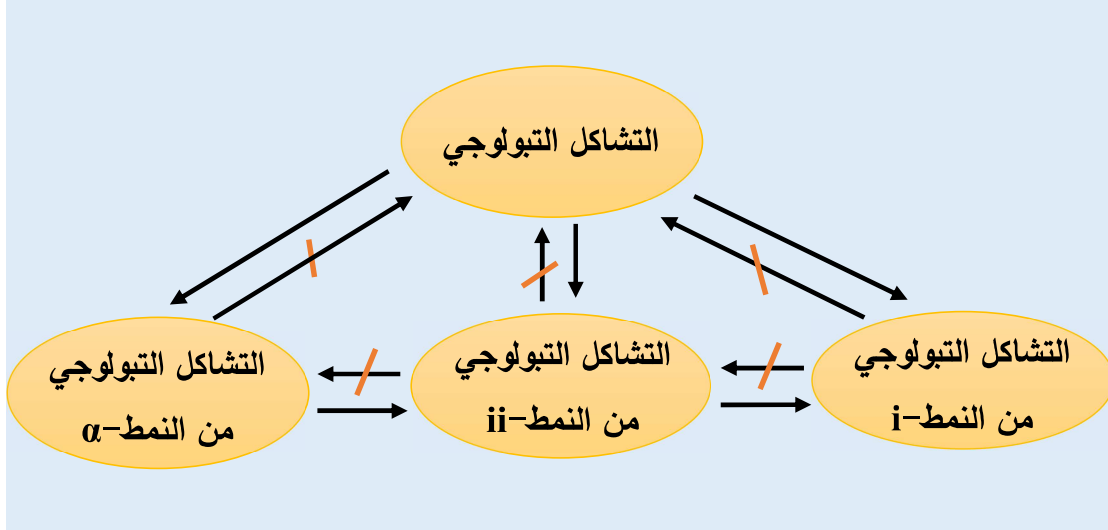 التشاكل التبولوجي
التشاكل التبولوجي
من النمط-i
التشاكل التبولوجي
من النمط-ii
التشاكل التبولوجي
من النمط-α